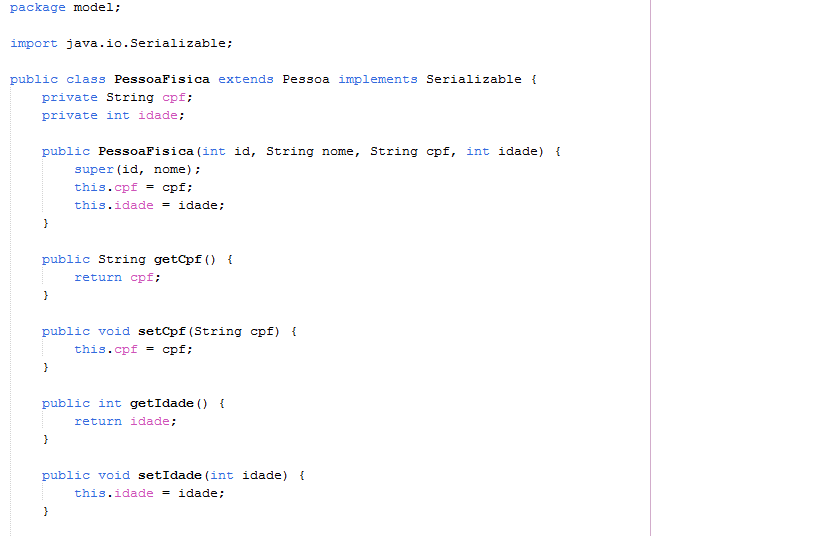 package model;
import java.io.Serializable;
public class PessoaFisica extends Pessoa implements Serializable {
private String cpf;
private int idade;
public PessoaFisica(int id, String nome, String cpf, int idade) {
super(id, nome);
this.cpf = cpf;
this.idade = idade;
}
public String getCpf() {
return cpf;
}
public void setCpf(String cpf) {
this.cpf = cpf;
}
public int getIdade() {
return idade;
}
public void setIdade(int idade) {
this.idade = idade;
}